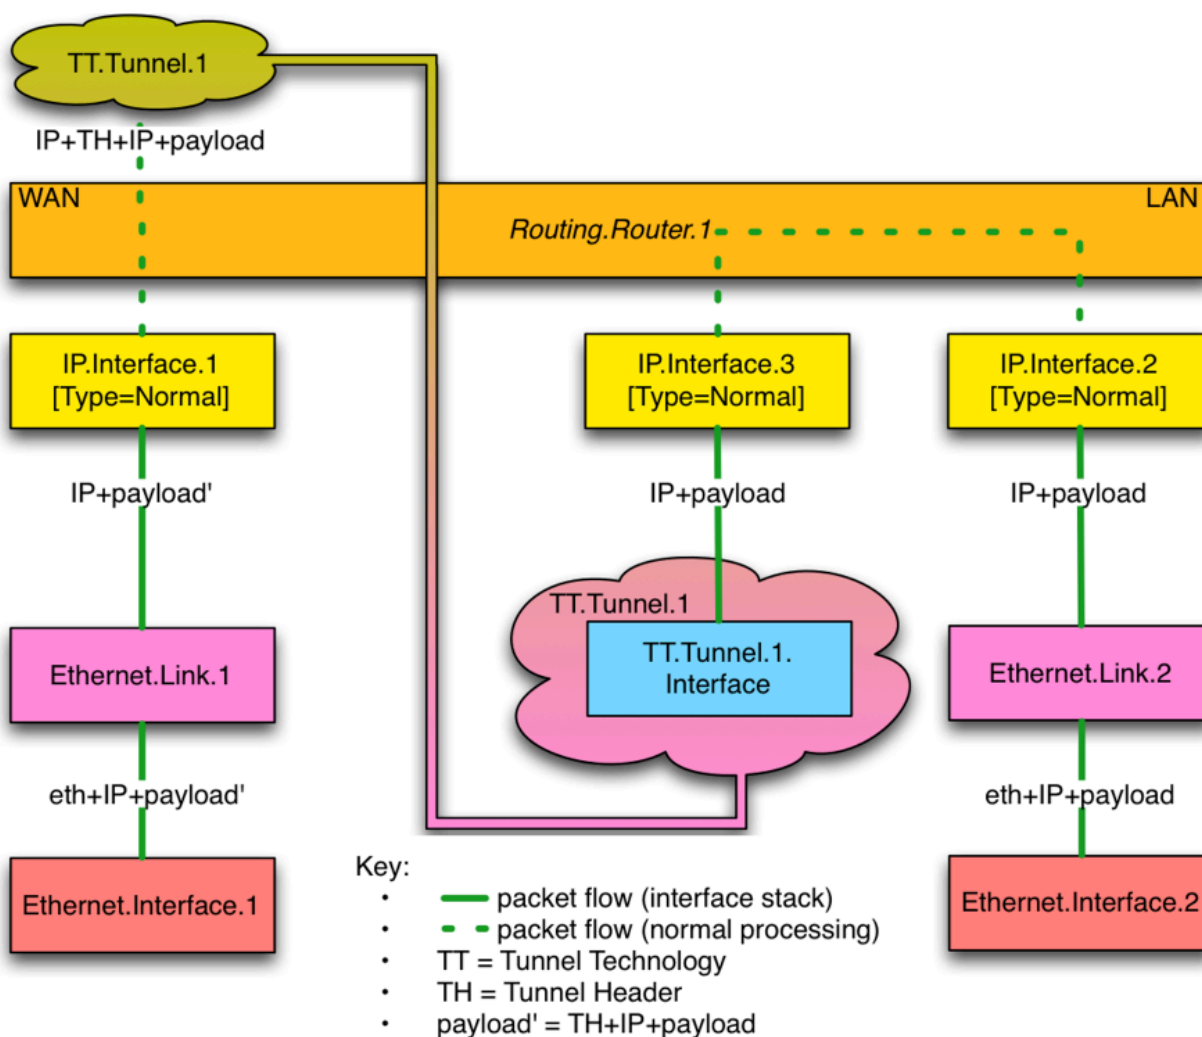 TT.Tunnel.1
IP+TH+IP+payload
WAN
LAN
Routing.Router.1
IP.Interface.1
[Type=Normal]
IP.Interface.3
[Type=Normal]
IP.Interface.2
[Type=Normal]
IP+payload'
IP+payload
IP+payload
TT.Tunnel.1
TT.Tunnel.1.
Interface
Ethernet.Link.1
Ethernet.Link.2
eth+IP+payload'
eth+IP+payload
Ethernet.Interface.1
Ethernet.Interface.2
Key:
• packet flow (interface stack)
• packet flow (normal processing)
• TT = Tunnel Technology
• TH = Tunnel Header
• payload' = TH+IP+payload